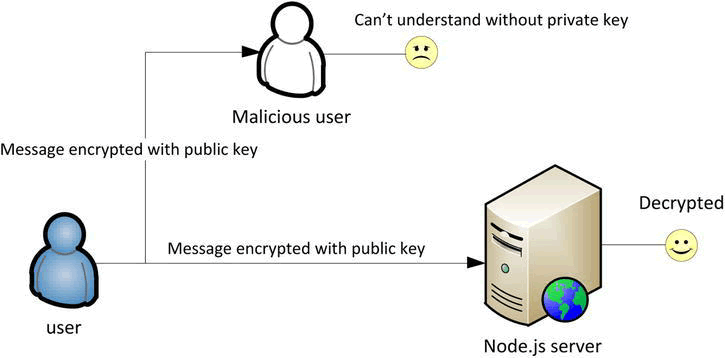 Can’t understand without private key
Malicious user
Message encrypted with public key
Decrypted
Message encrypted with public key
user
Node.js server